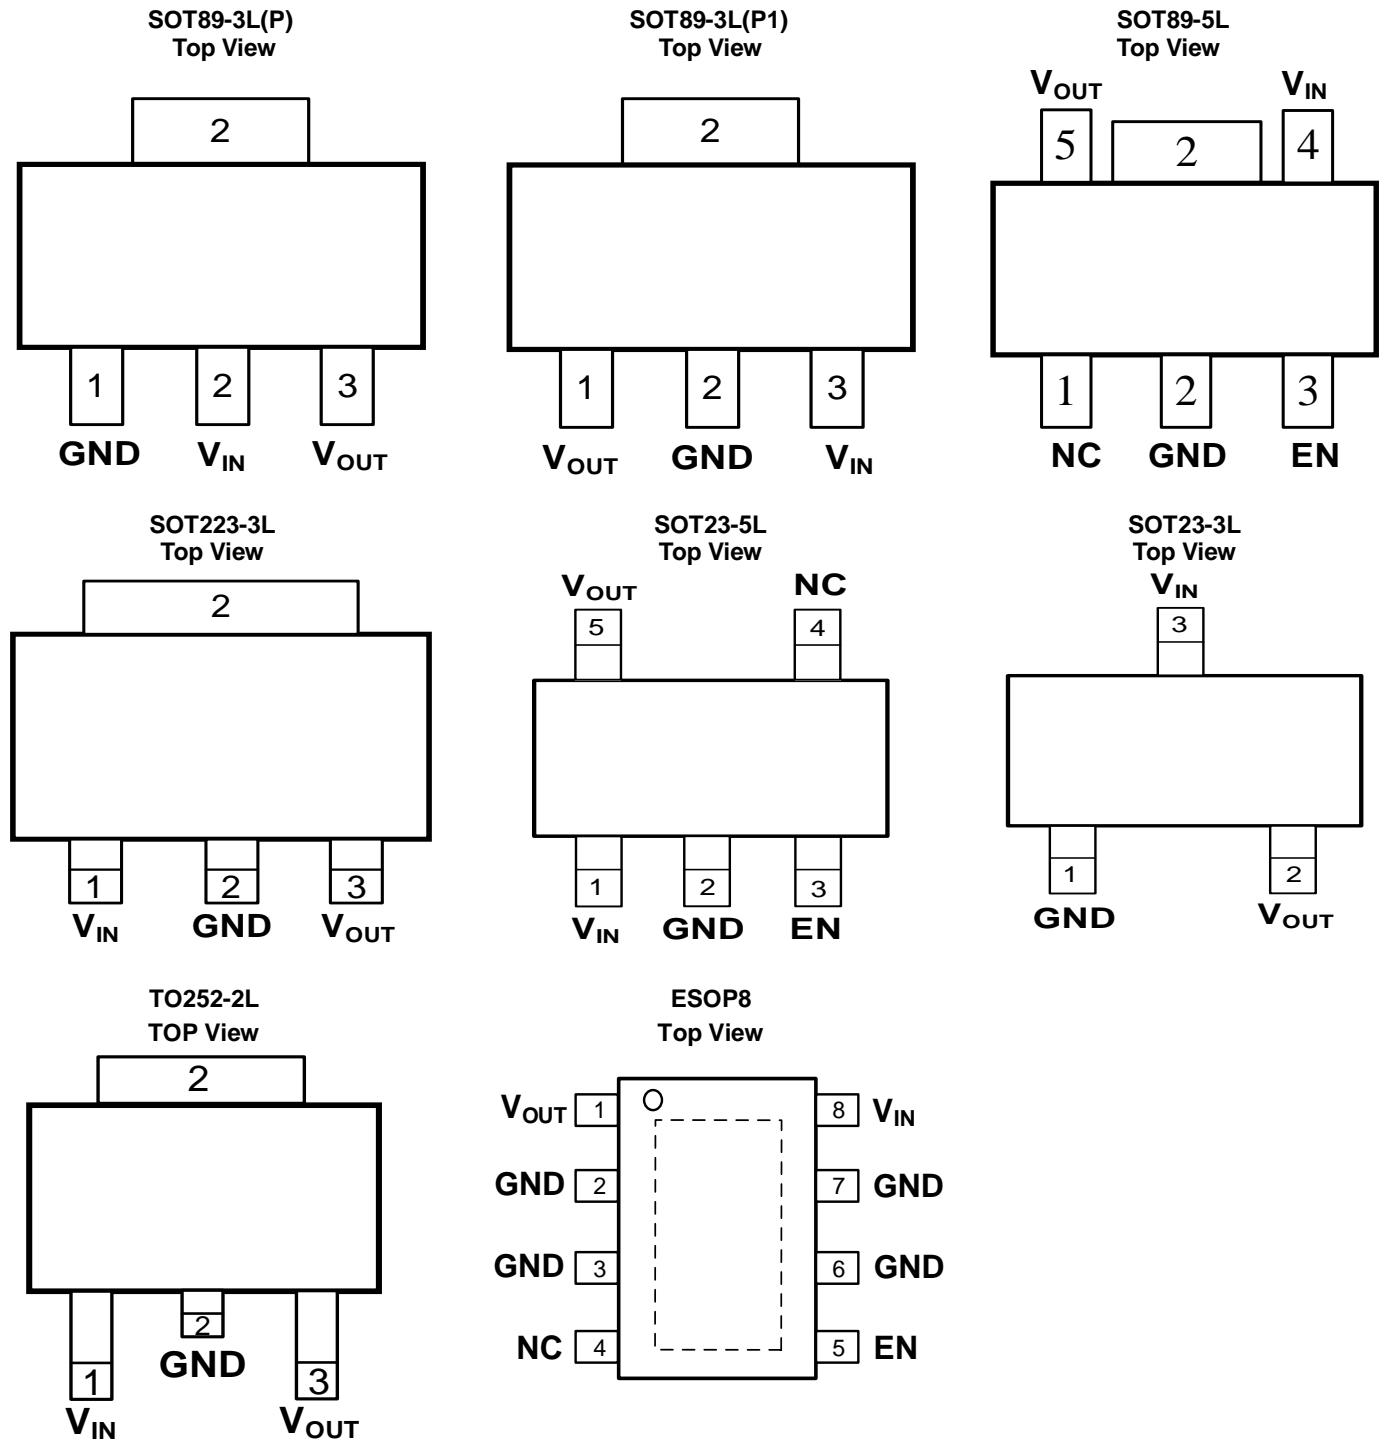 SOT89-3L(P)
Top View
2
1 2 3
GND VIN VOUT
SOT89-3L(P1)
Top View
2
1 2 3
VOUT GND VIN
SOT89-5L
Top View
VOUT VIN
5 2 4
1 2 3
NC GND EN
SOT223-3L
Top View
2
1 2 3
VIN GND VOUT
SOT23-5L
Top View
VOUT NC
5 4
1 2 3
VIN GND EN
SOT23-3L
Top View
VIN
3
1 2
GND VOUT
TO252-2L
TOP View
2
2
GND
1 3
VIN VOUT
ESOP8
Top View
VOUT 1 8 VIN
GND 2 7 GND
GND 3 6 GND
NC 4 5 EN